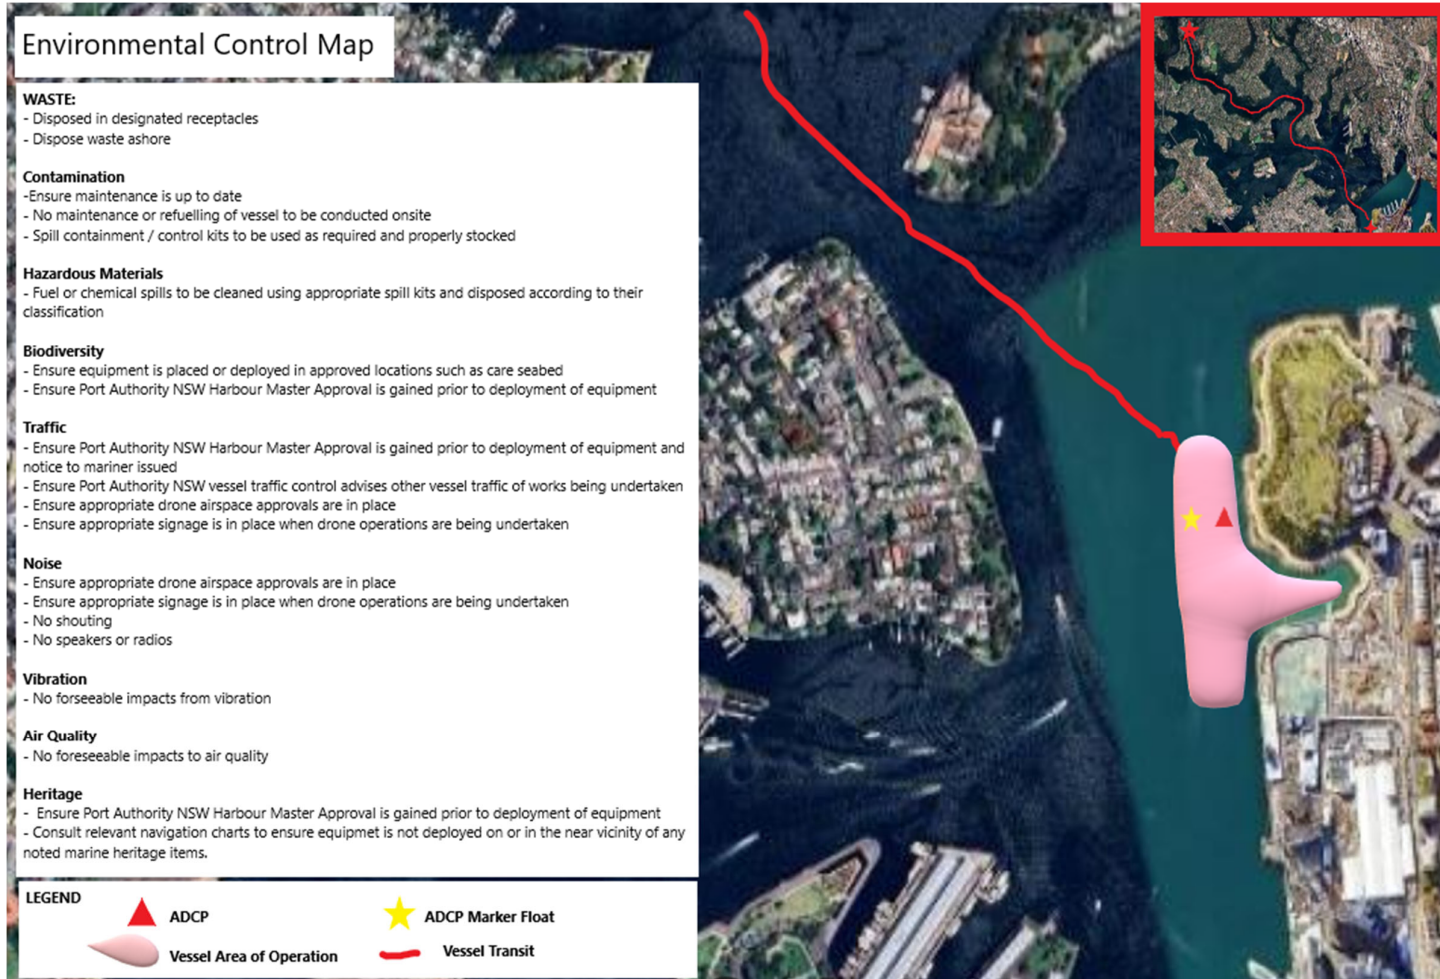 Environmental Control Map
WASTE:
- Disposed in designated receptacles
- Dispose waste ashore
Contamination
-Ensure maintenance is up to date
- No maintenance or refuelling of vessel to be conducted onsite
- Spill containment / control kits to be used as required and properly stocked
Hazardous Materials
- Fuel or chemical spills to be cleaned using appropriate spill kits and disposed according to their
classification
Biodiversity
- Ensure equipment is placed or deployed in approved locations such as care seabed
- Ensure Port Authority NSW Harbour Master Approval is gained prior to deployment of equipment
Traffic
- Ensure Port Authority NSW Harbour Master Approval is gained prior to deployment of equipment and
notice to mariner issued
- Ensure Port Authority NSW vessel traffic control advises other vessel traffic of works being undertaken
- Ensure appropriate drone airspace approvals are in place
- Ensure appropriate signage is in place when drone operations are being undertaken
Noise
- Ensure appropriate drone airspace approvals are in place
- Ensure appropriate signage is in place when drone operations are being undertaken
- No shouting
- No speakers or radios
Vibration
- No forseeable impacts from vibration
Air Quality
- No foreseeable impacts to air quality
Heritage
- Ensure Port Authority NSW Harbour Master Approval is gained prior to deployment of equipment
- Consult relevant navigation charts to ensure equipmet is not deployed on or in the near vicinity of any
noted marine heritage items.
LEGEND
ADCP
ADCP Marker Float
Vessel Area of Operation
Vessel Transit